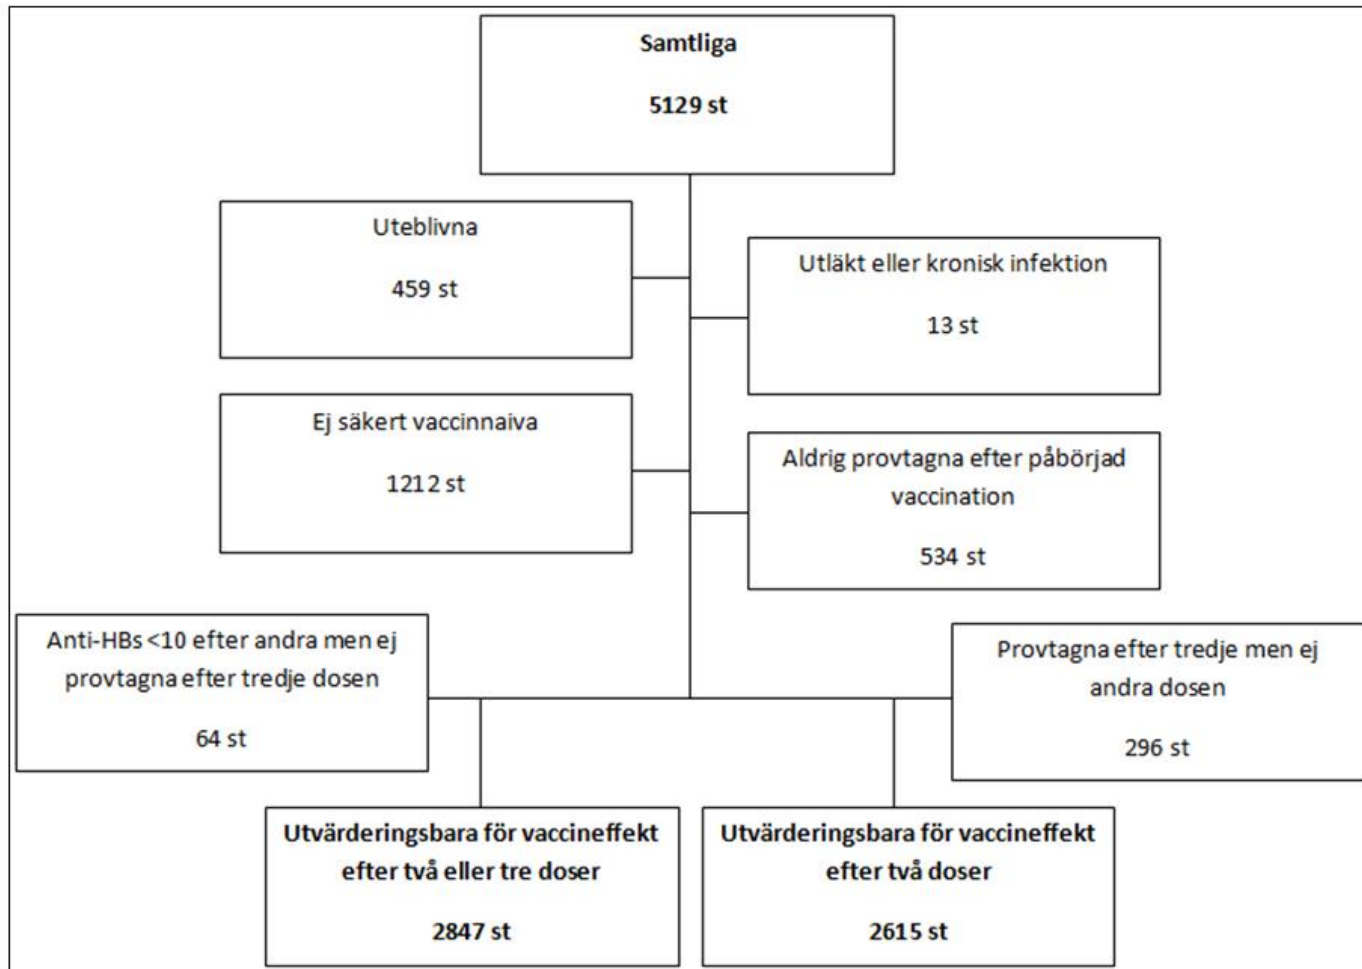 Samtliga
5129 st
Uteblivna
459 st
Utläkt eller kronisk infektion
13 st
Ej säkert vaccinnaiva
1212 st
Aldrig provtagna efter påbörjad
vaccination
534 st
Anti-HBs <10 efter andra men ej
provtagna efter tredje dosen
64 st
Provtagna efter tredje men ej
andra dosen
296 st
Utvärderingsbara för vaccineffekt
efter två eller tre doser
2847 st
Utvärderingsbara för vaccineffekt
efter två doser
2615 st